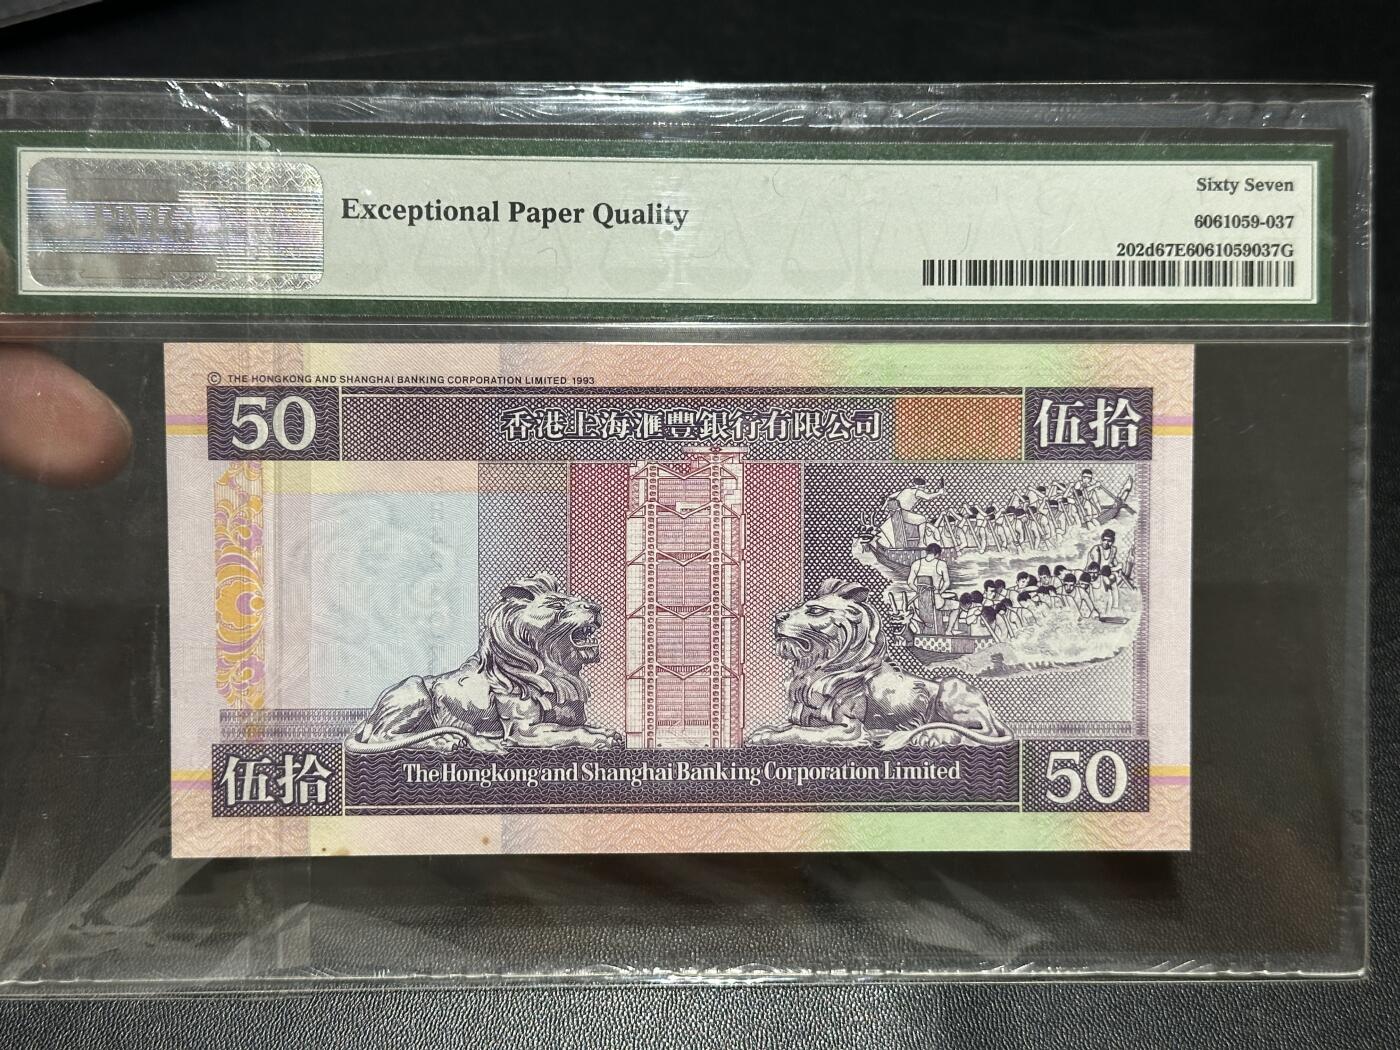 PMG
Exceptional Paper Quality
Sixty Seven
6061059-037
202d67E6061059037G
© THE HONGKONG AND SHANGHAI BANKING CORPORATION LIMITED 1993
50
香港上海滙豐銀行有限公司
伍拾
伍拾
The Hongkong and Shanghai Banking Corporation Limited
50